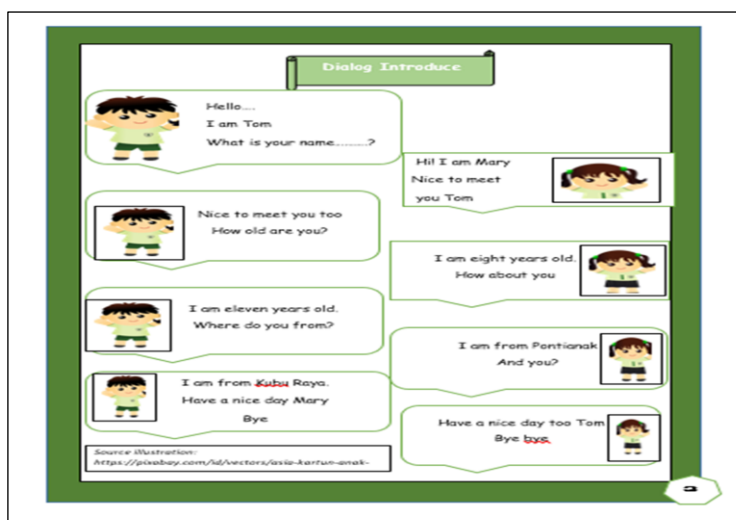 Dialog Introduce
Hello....
I am Tom
What is your name.........?
Hi! I am Mary
Nice to meet
you Tom
Nice to meet you too
How old are you?
I am eight years old.
How about you
I am eleven years old.
Where do you from?
I am from Pontianak
And you?
I am from Kubu Raya.
Have a nice day Mary
Bye
Have a nice day too Tom
Bye bye
Source illustration:
https://pixabay.com/id/vectors/asia-kartun-anak-